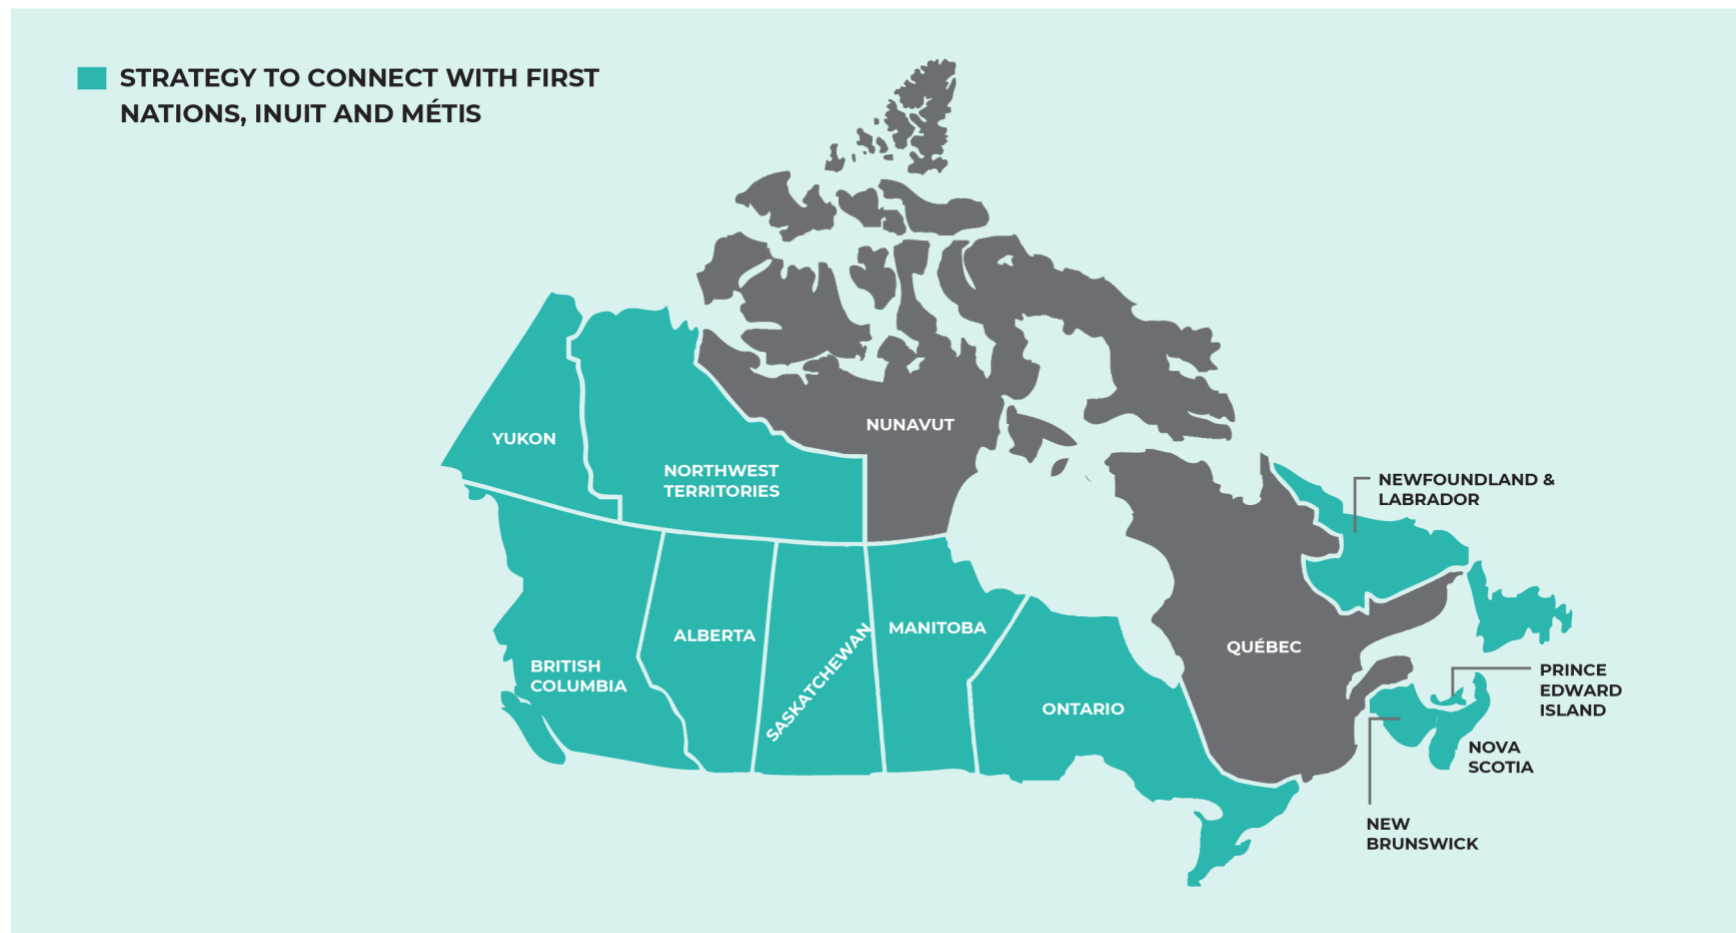 STRATEGY TO CONNECT WITH FIRST
NATIONS, INUIT AND MÉTIS
NUNAVUT
YUKON
NORTHWEST
TERRITORIES
NEWFOUNDLAND &
LABRADOR
BRITISH
COLUMBIA
ALBERTA
SASKATCHEWAN
MANITOBA
ONTARIO
QUÉBEC
PRINCE
EDWARD
ISLAND
NOVA
SCOTIA
NEW
BRUNSWICK